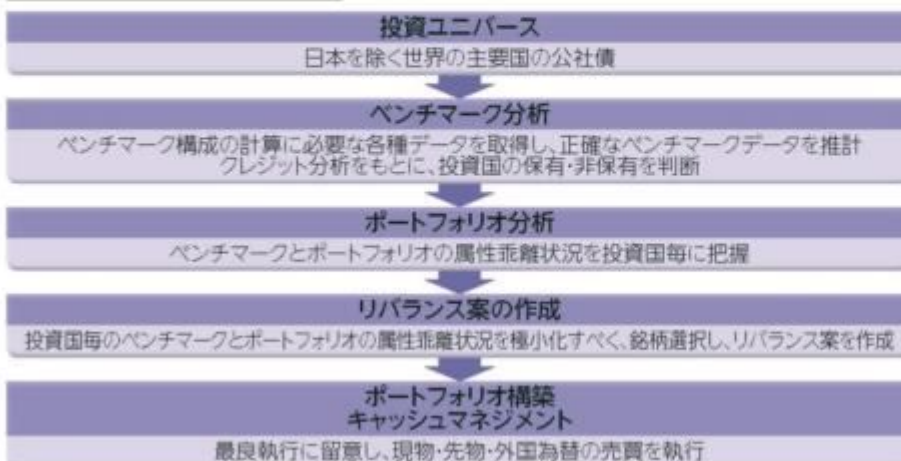 投資ユニバース
日本を除く世界の主要国の公社債
ベンチマーク分析
ベンチマーク構成の計算に必要な各種データを取得し、正確なベンチマークデータを推計
クレジット分析をもとに、投資国の保有・非保有を判断
ポートフォリオ分析
ベンチマークとポートフォリオの属性乖離状況を投資国毎に把握
リバランス案の作成
投資国毎のベンチマークとポートフォリオの属性乖離状況を極小化すべく、銘柄選択し、リバランス案を作成
ポートフォリオ構築
キャッシュマネジメント
最良執行に留意し、現物・先物・外国為替の売買を執行